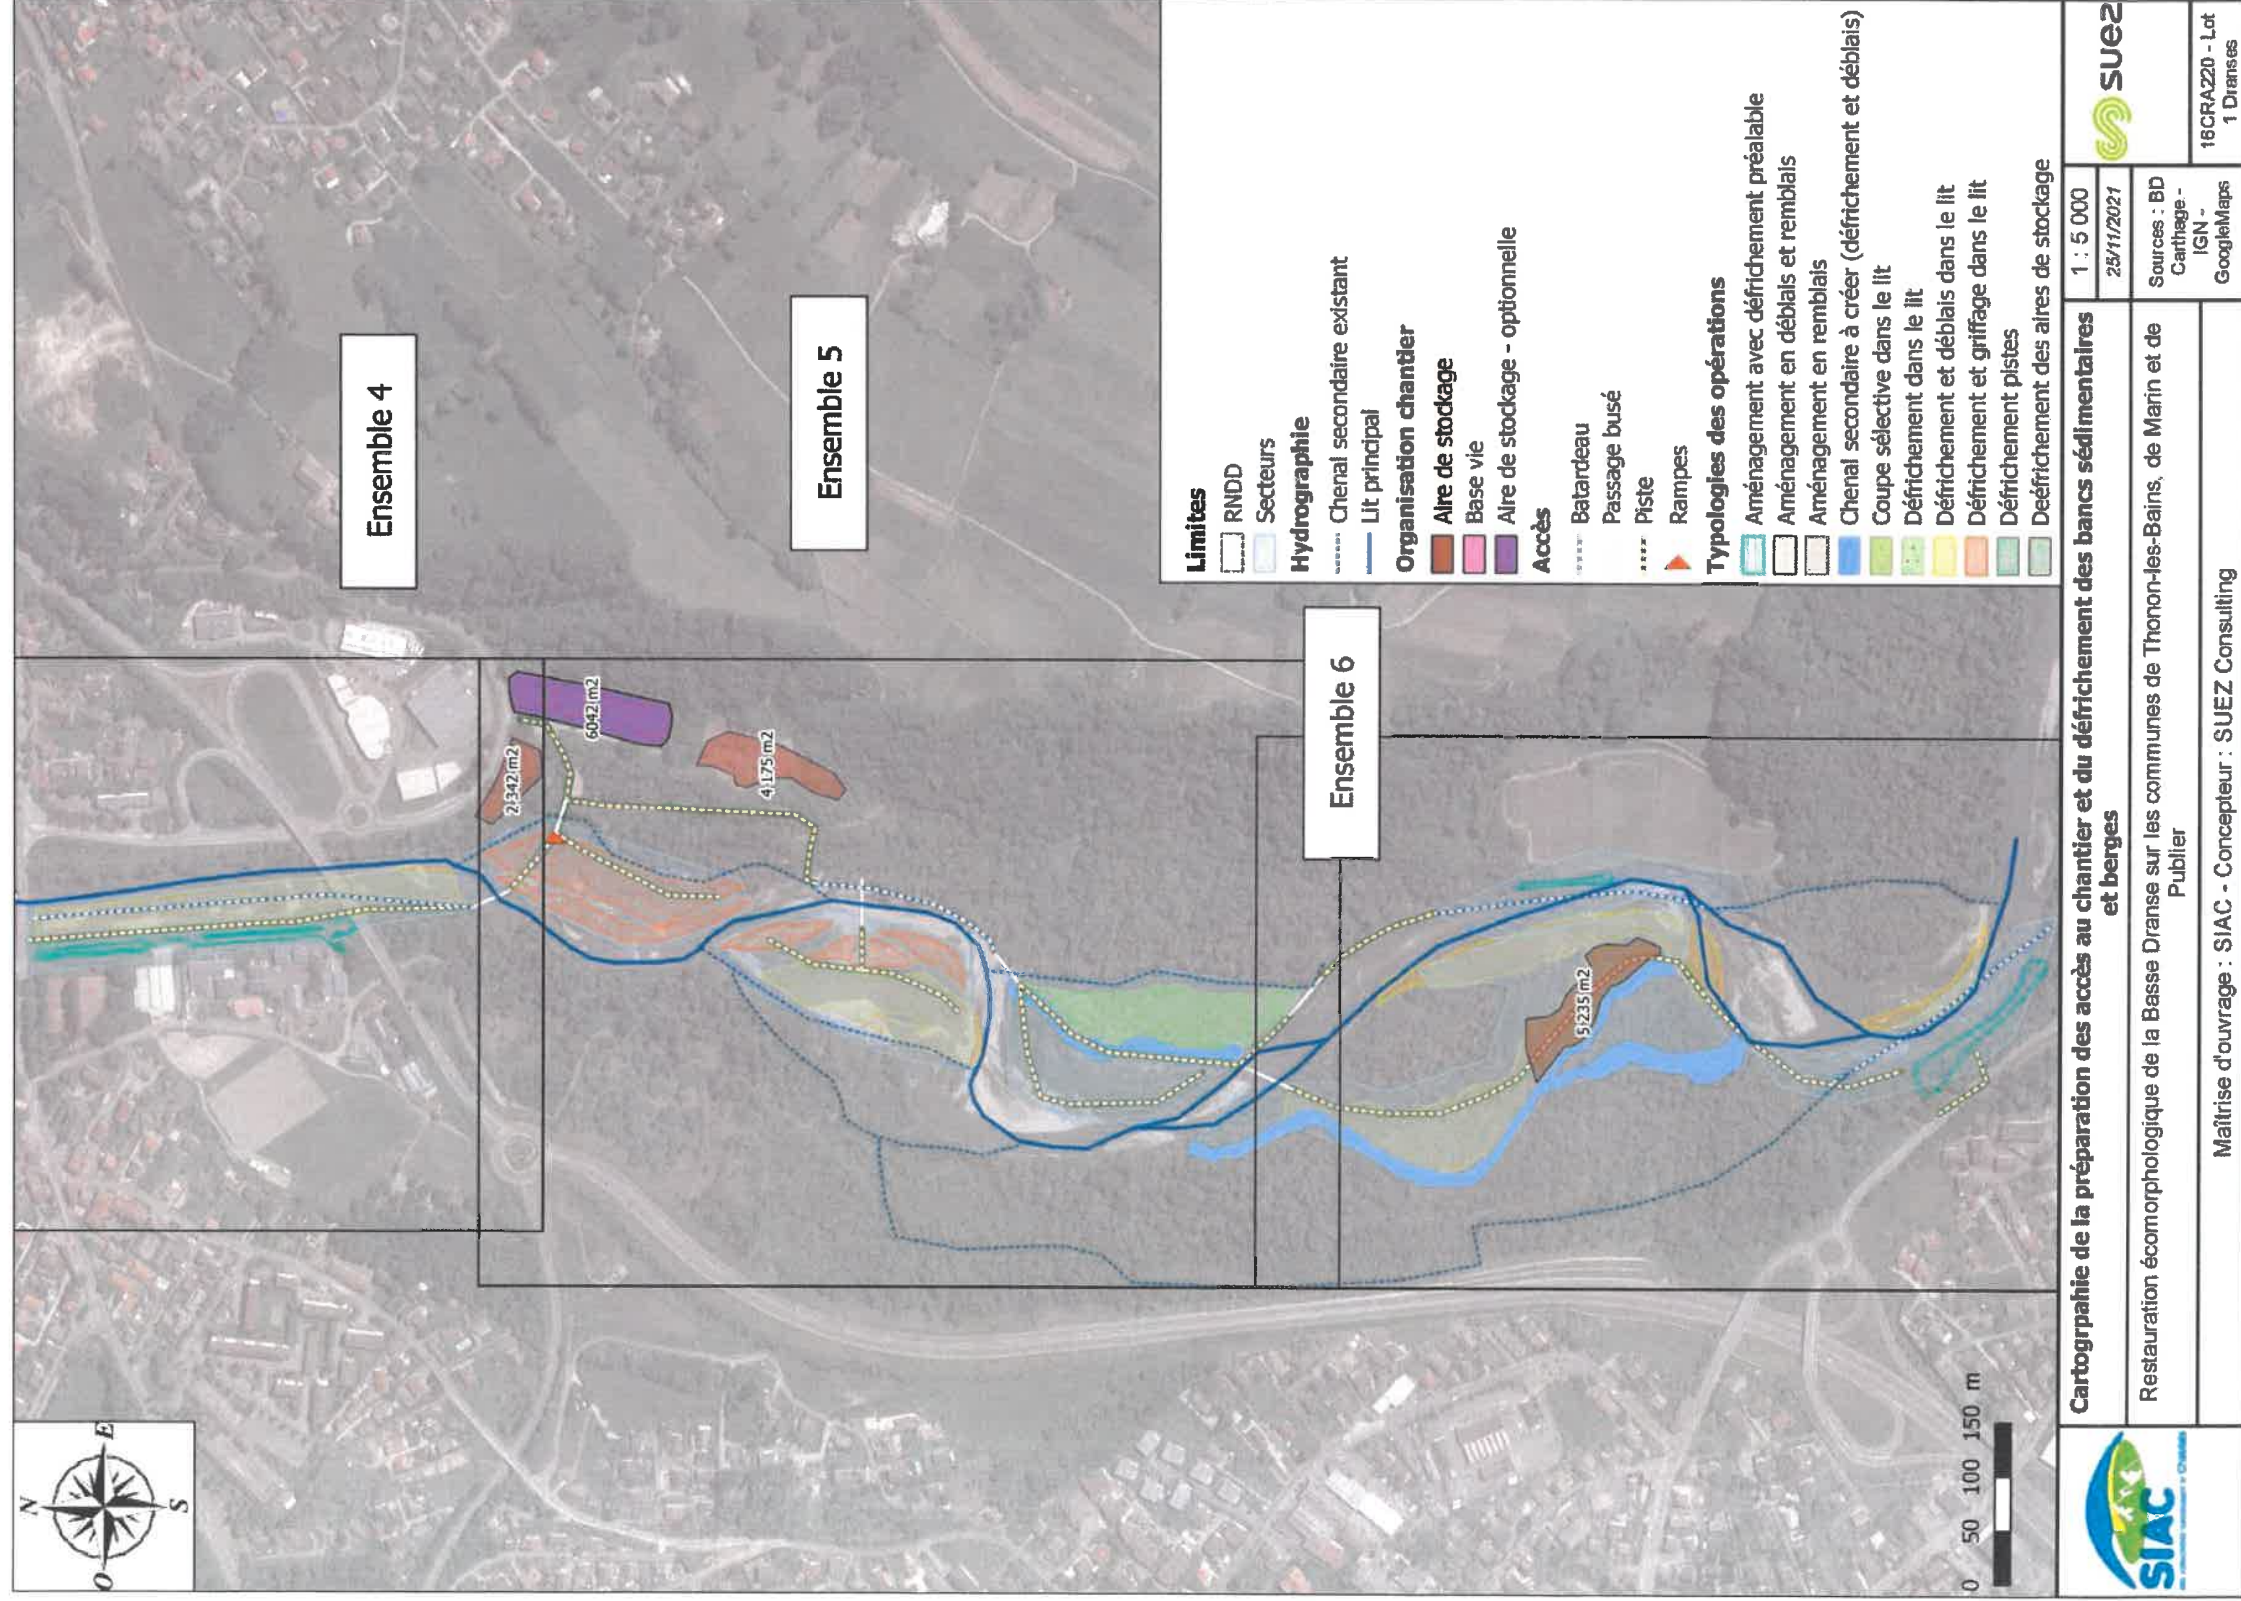 N
O
E
S
Ensemble 4
Ensemble 5
Ensemble 6
2 342 m2
6042 m2
4 175 m2
5 235 m2
0 50 100 150 m
Limites
RNDD
Secteurs
Hydrographie
Chenal secondaire existant
Lit principal
Organisation chantier
Aire de stockage
Base vie
Aire de stockage - optionnelle
Accès
Batardeau
Passage busé
Piste
Rampes
Typologies des opérations
Aménagement avec défrichement préalable
Aménagement en déblais et remblais
Aménagement en remblais
Chenal secondaire à créer (défrichement et déblais)
Coupe sélective dans le lit
Défrichement dans le lit
Défrichement et déblais dans le lit
Défrichement et griffage dans le lit
Défrichement pistes
Deéfrichement des aires de stockage
SIAC
Cartogrpahie de la préparation des accès au chantier et du défrichement des bancs sédimentaires
et berges
Restauration écomorphologique de la Basse Dranse sur les communes de Thonon-les-Bains, de Marin et de
Publier
Maîtrise d'ouvrage : SIAC - Concepteur : SUEZ Consulting
1 : 5 000
25/11/2021
Sources : BD
Carthage -
IGN -
GoogleMaps
suez
16CRA220 - Lot
1 Dranses